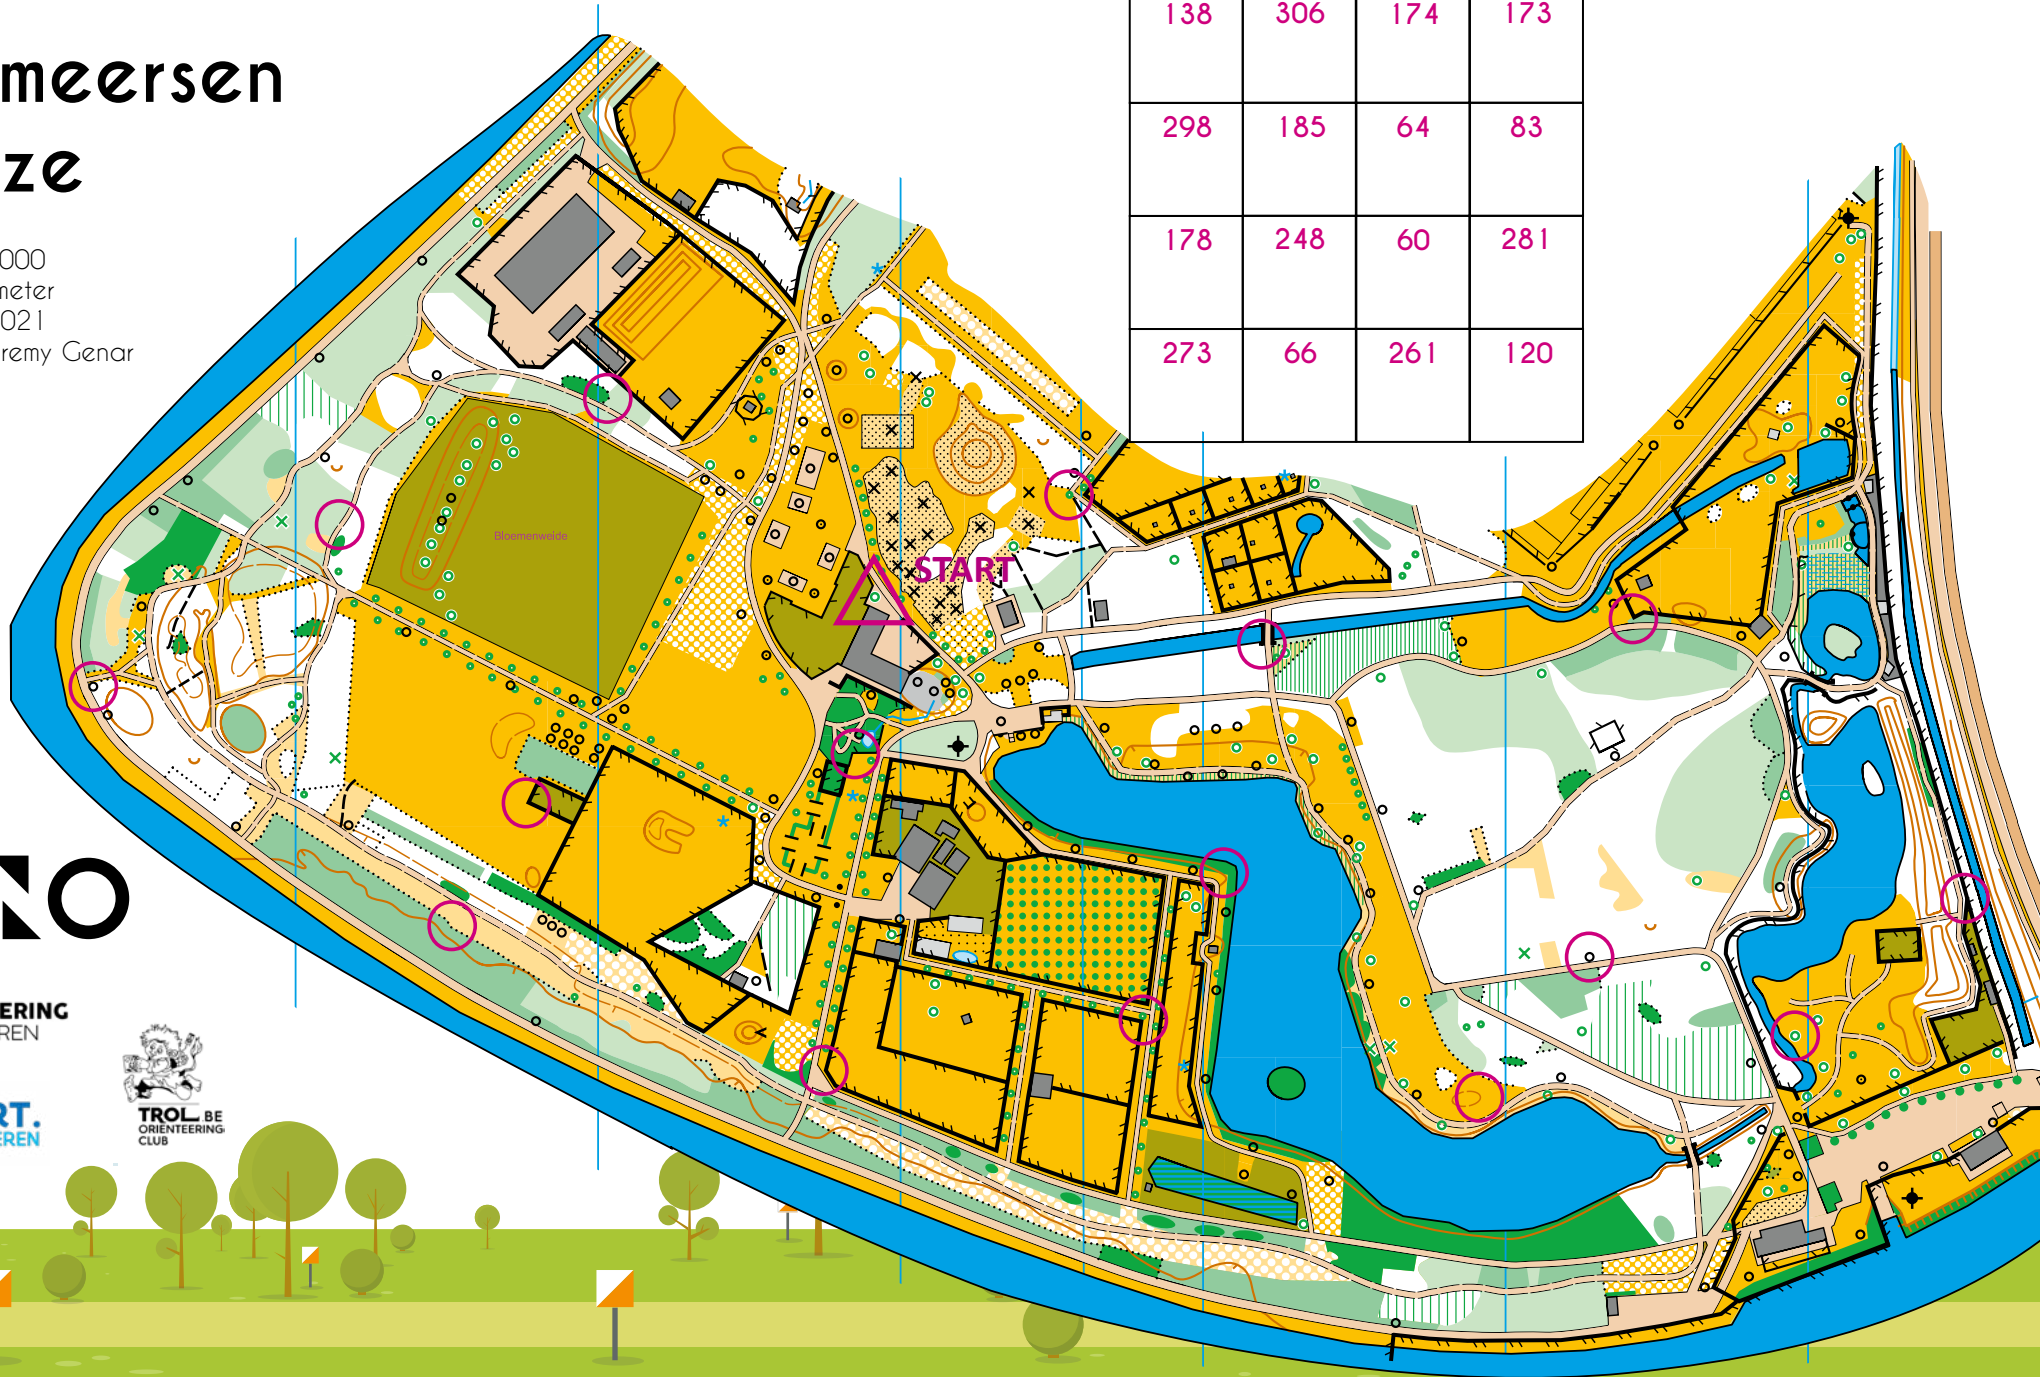 meersen
ze
000
meter
021
remy Genar
138 306 174 173
298 185 64 83
178 248 60 281
273 66 261 120
Bloemenweide
START
NO
ERING
REN
RT.
EREN
TROL.BE
ORIENTEERING
CLUB